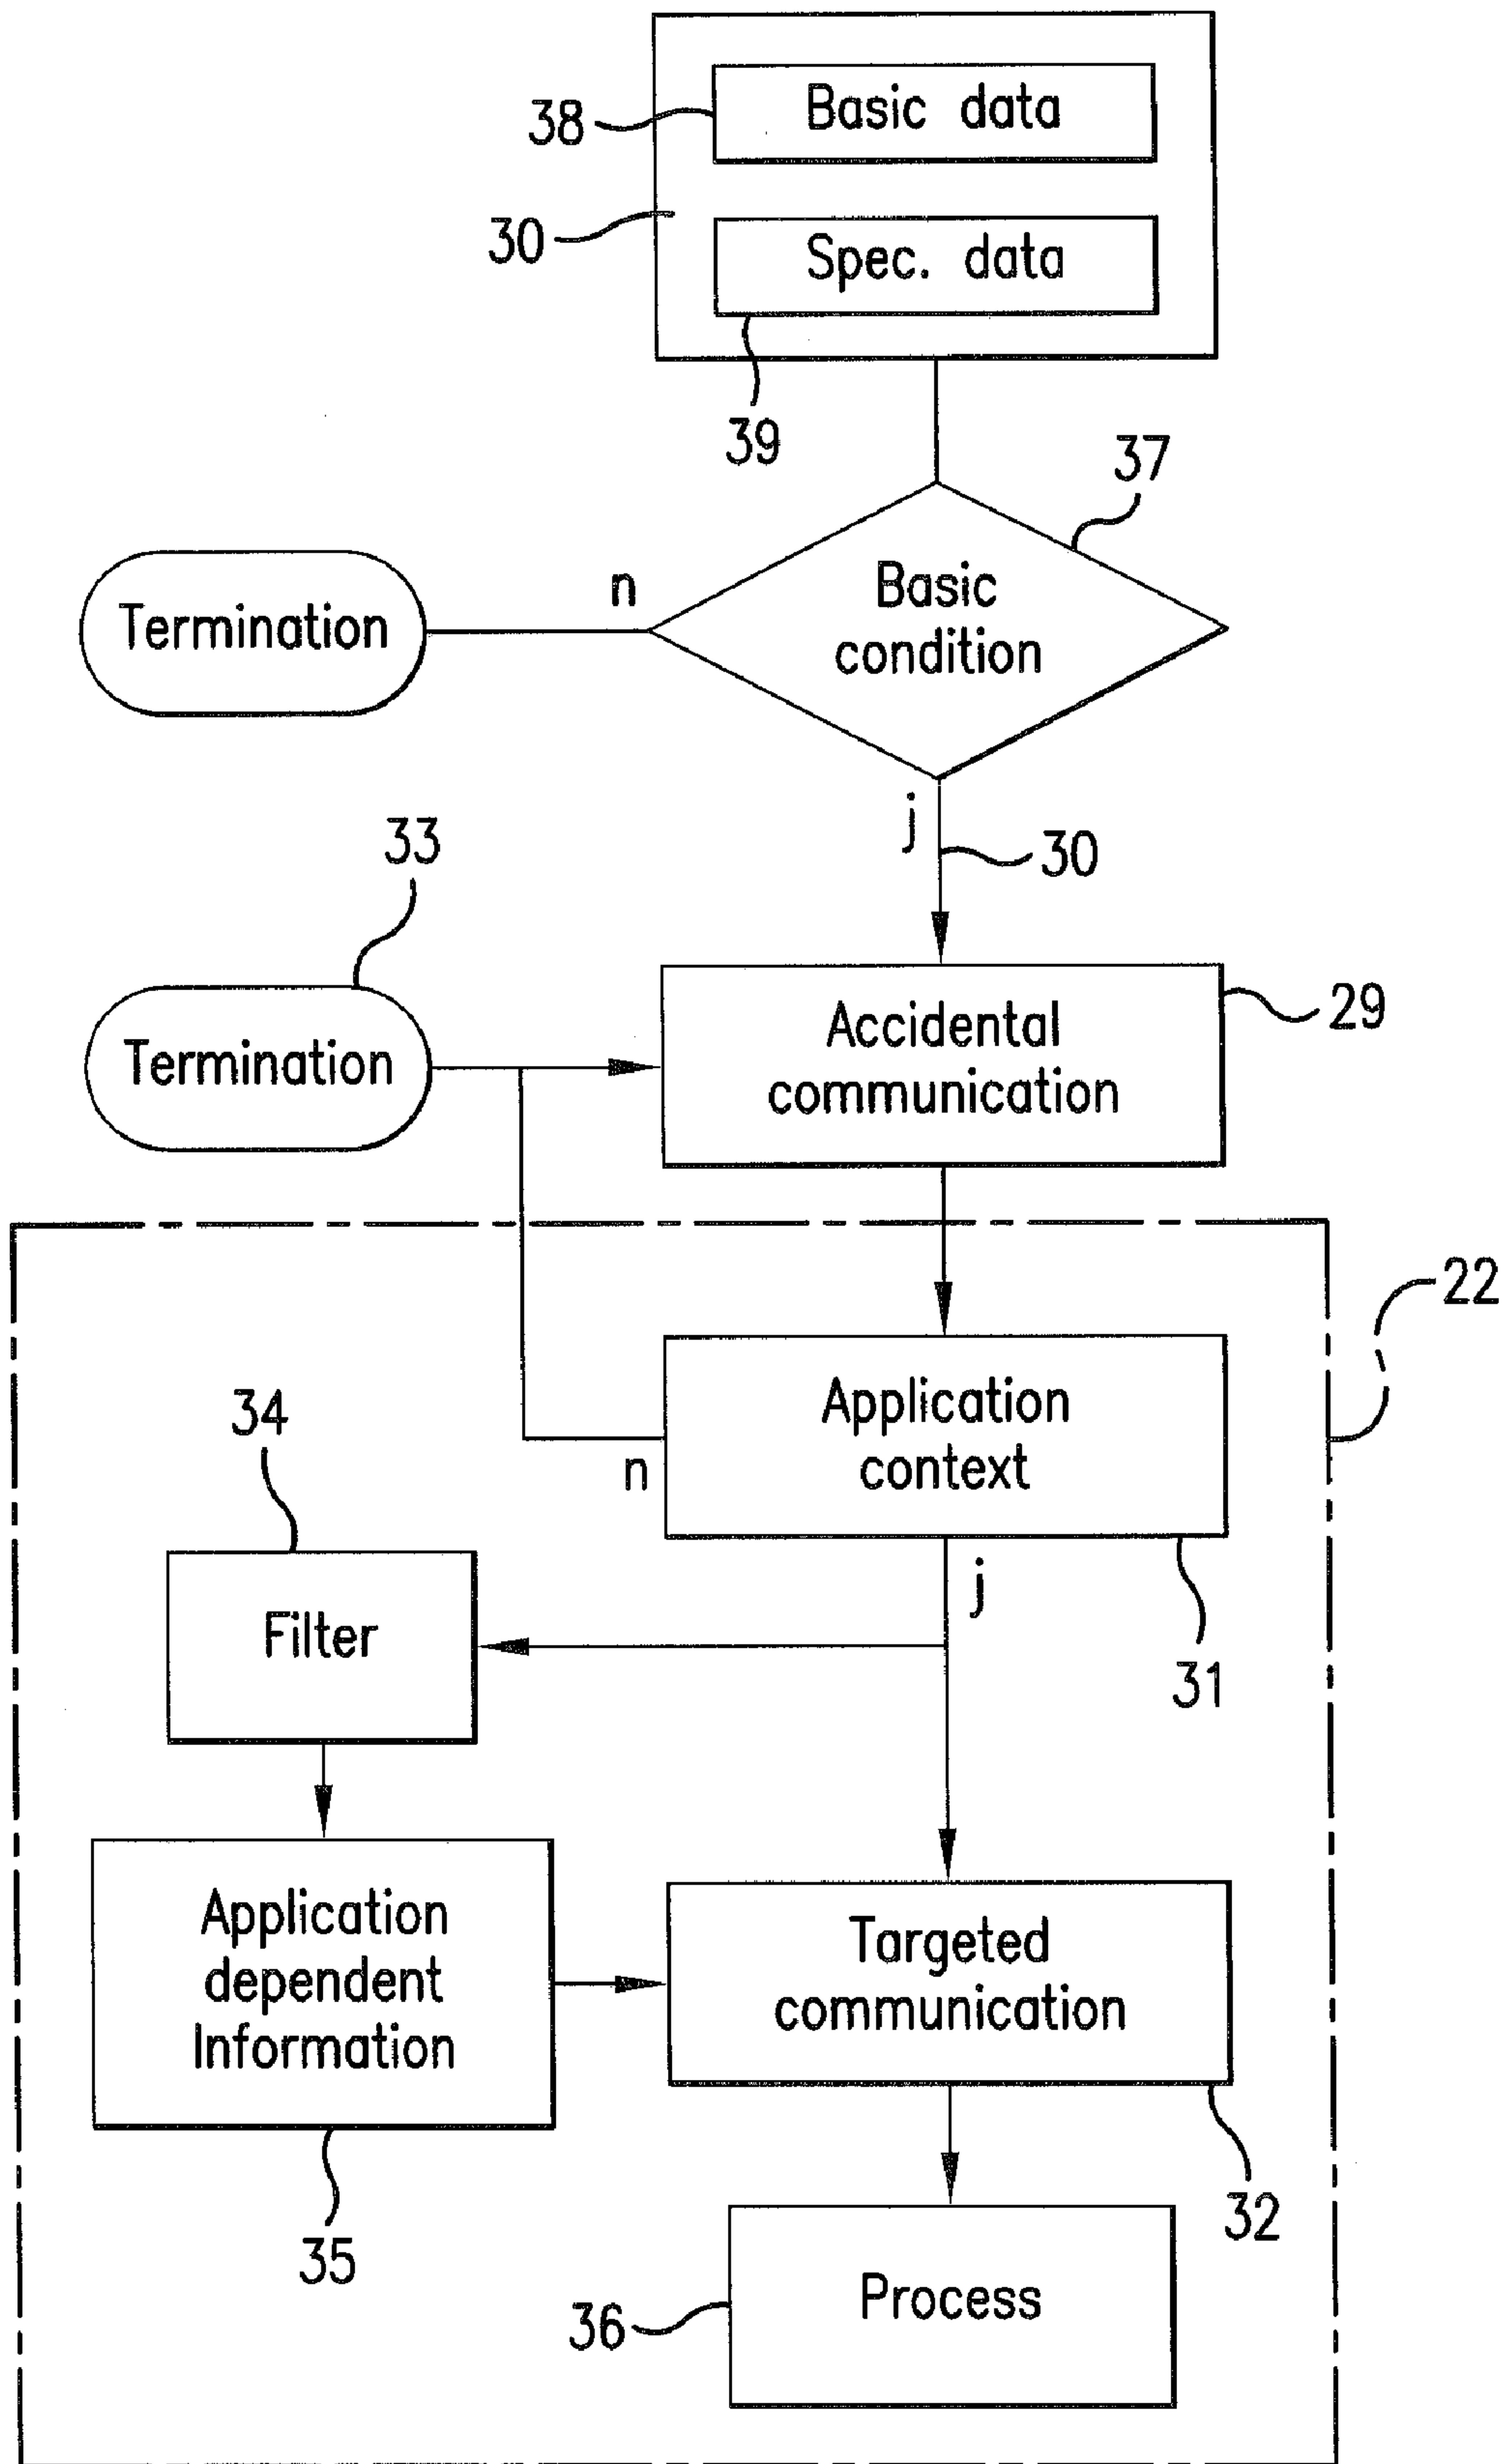 38
Basic data
30
Spec. data
39
37
n
Basic
condition
Termination
j
30
33
Accidental
communication
29
Termination
22
Application
context
34
n
j
Filter
31
Application
dependent
Information
Targeted
communication
35
32
Process
36